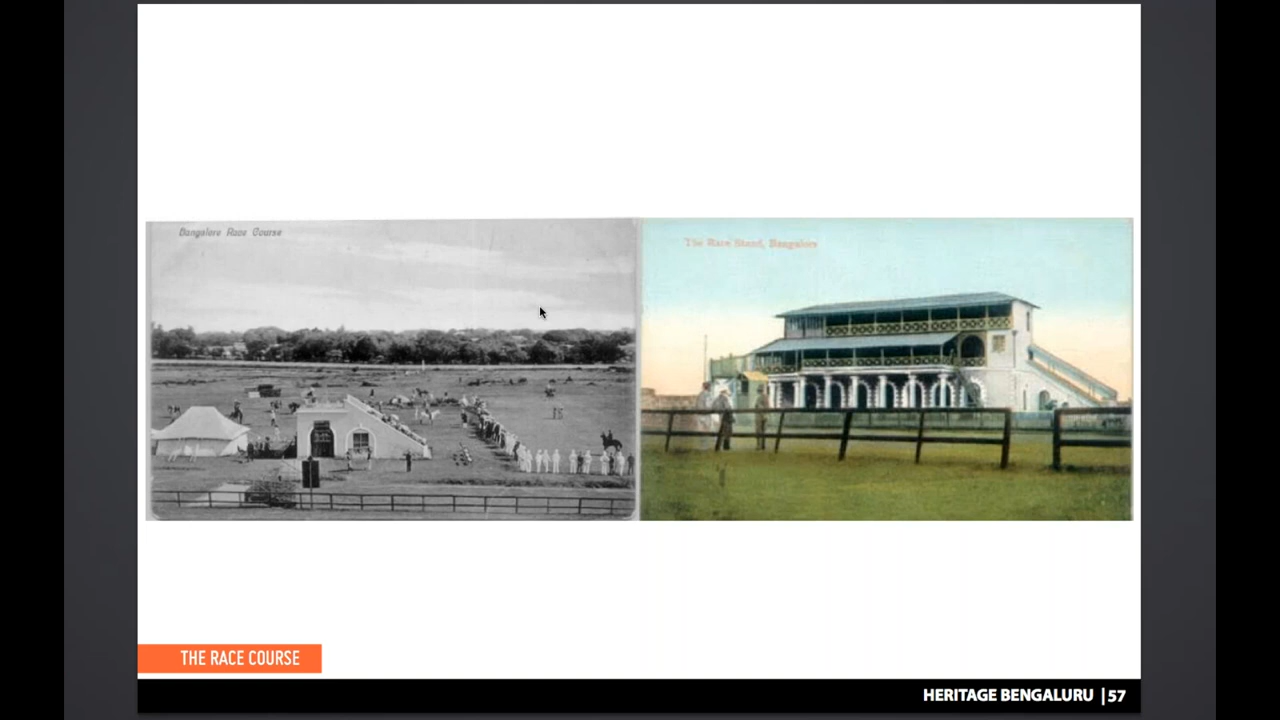 Bangalore Race Course
The Race Stand, Bangalore
THE RACE COURSE
HERITAGE BENGALURU |57